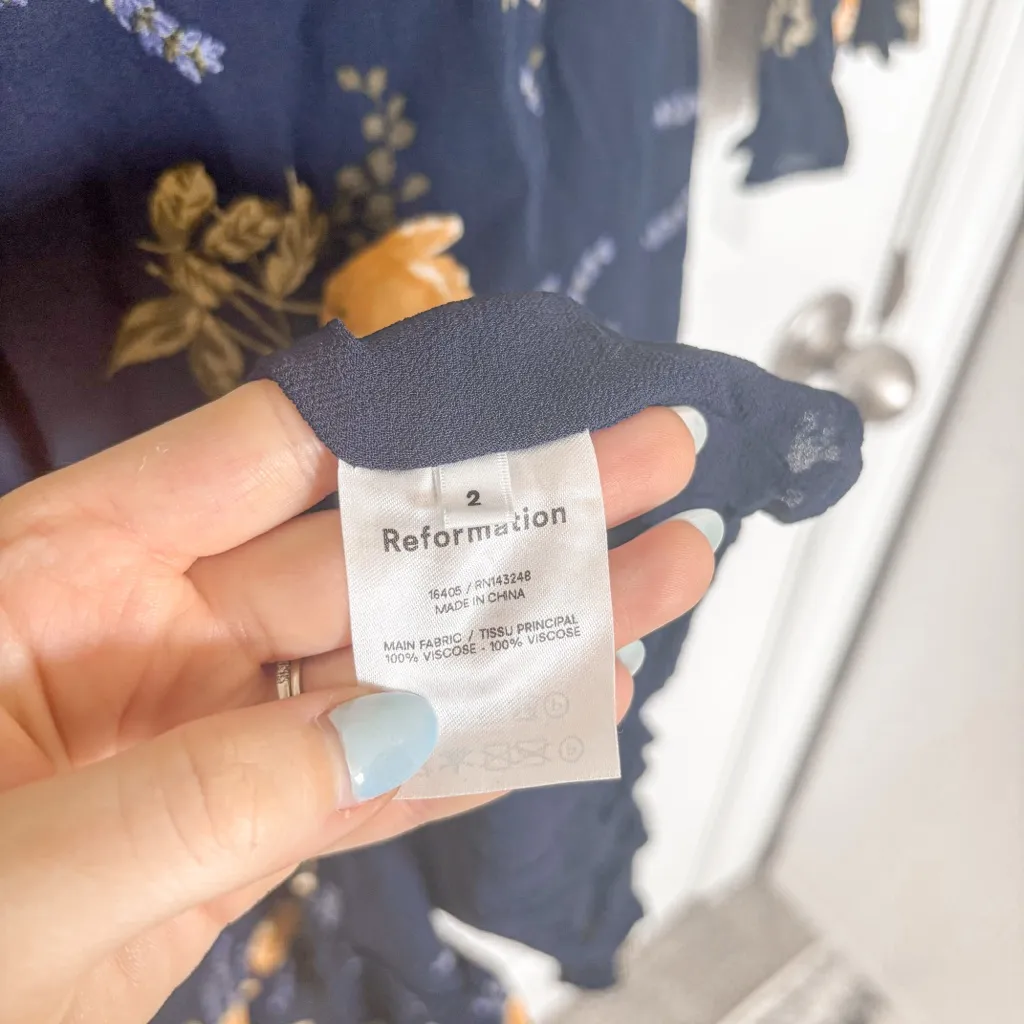 2
Reformation
16405 / RN143248
MADE IN CHINA
MAIN FABRIC / TISSU PRINCIPAL
100% VISCOSE - 100% VISCOSE